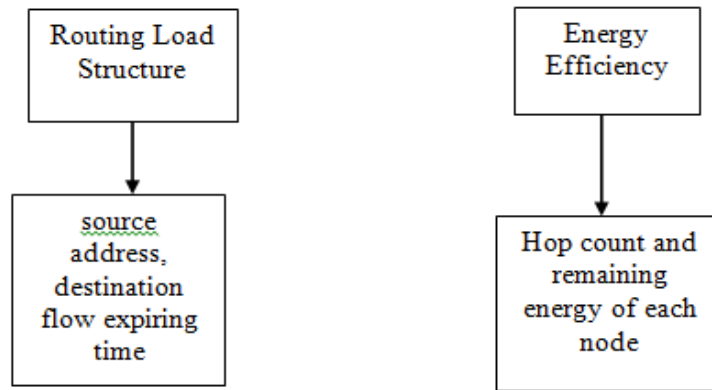 Routing Load
Structure
Energy
Efficiency
source
address,
destination
flow expiring
time
Hop count and
remaining
energy of each
node